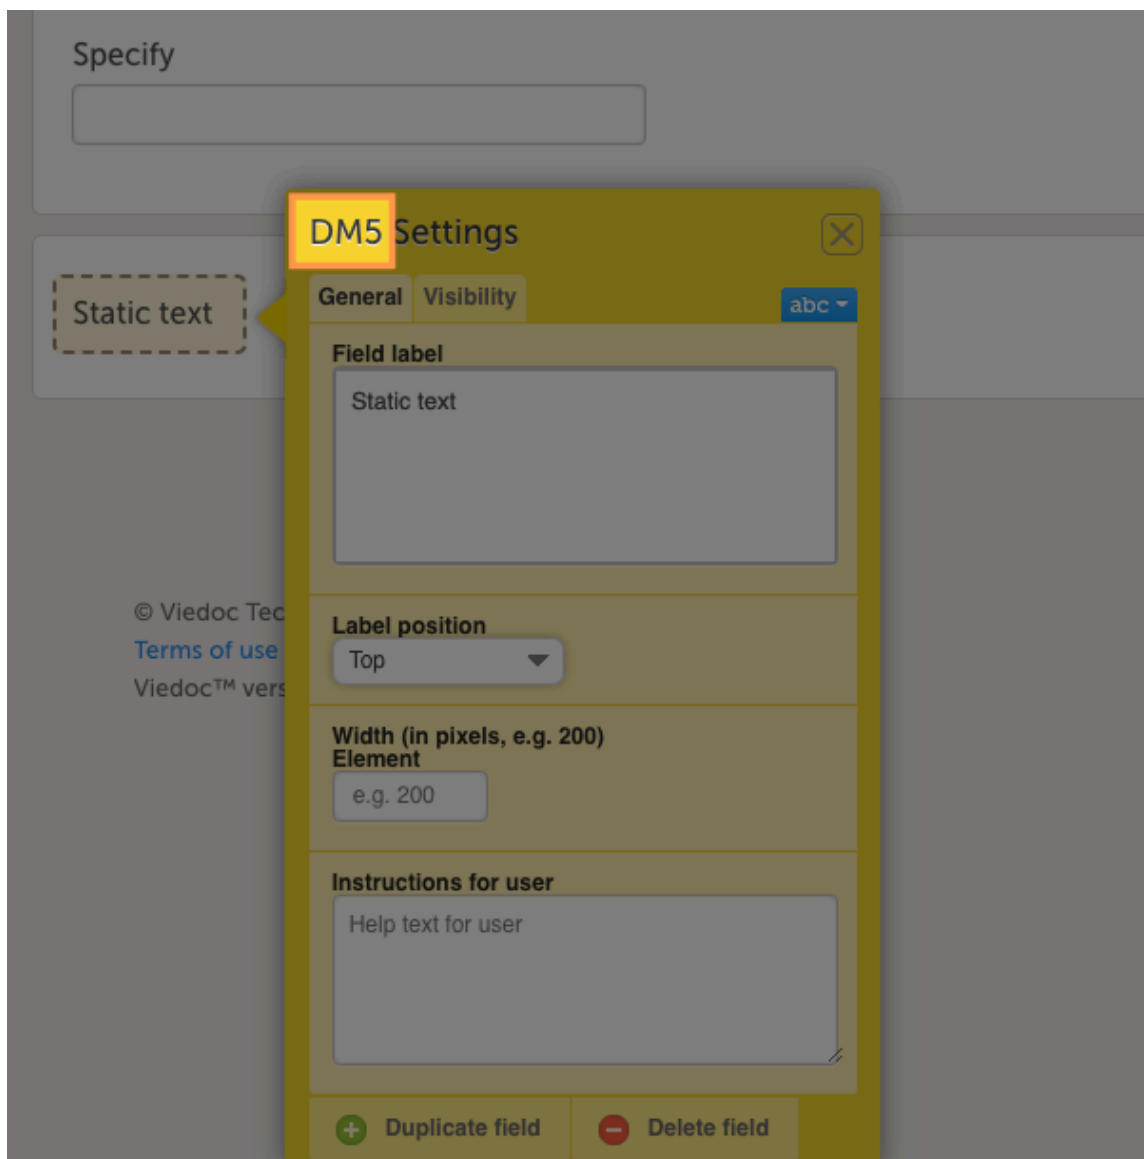 Specify
DM5 Settings
General Visibility
abc
Static text
Field label
Static text
© Viedoc Tec
Label position
Terms of use
Top
Viedoc™ vers
Width (in pixels, e.g. 200)
Element
e.g. 200
Instructions for user
Help text for user
Duplicate field
Delete field